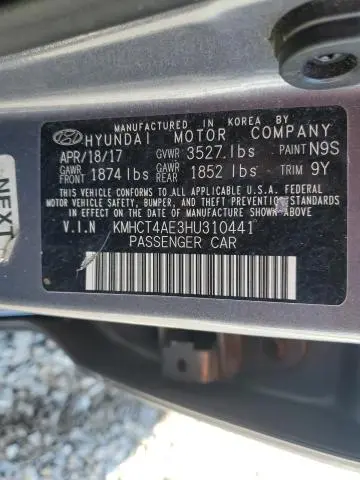 MANUFACTURED IN KOREA BY
HYUNDAI MOTOR COMPANY
APR/18/17 GVWR 3527 lbs PAINT N9S
GAWR FRONT 1874 lbs GAWR REAR 1852 lbs TRIM 9Y
THIS VEHICLE CONFORMS TO ALL APPLICABLE U.S.A. FEDERAL
MOTOR VEHICLE SAFETY, BUMPER, AND THEFT PREVENTION STANDARDS
IN EFFECT ON THE DATE OF MANUFACTURE SHOWN ABOVE.
V.I.N KMHCT4AE3HU310441
PASSENGER CAR
NEXT